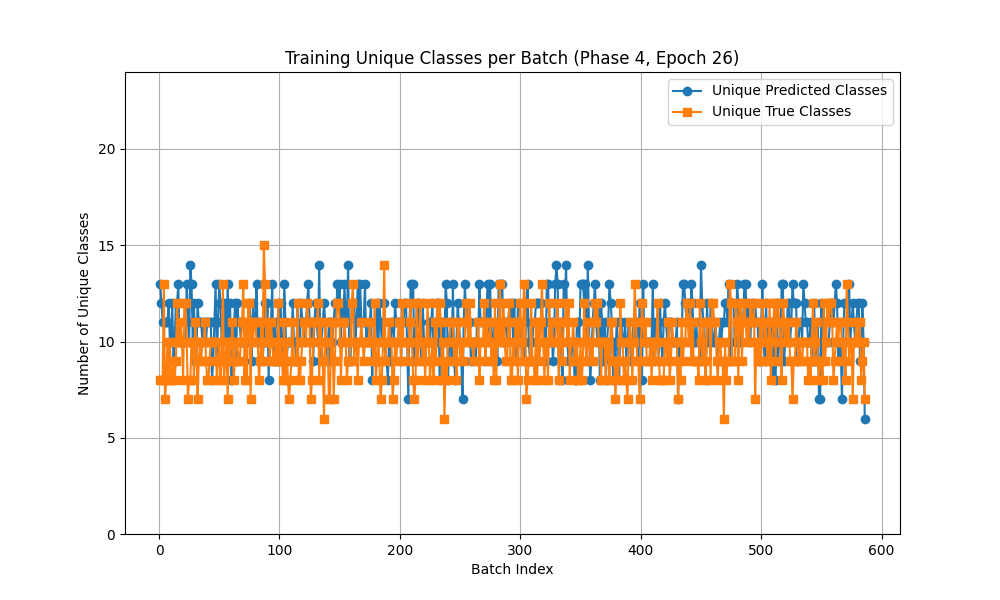 Training Unique Classes per Batch (Phase 4, Epoch 26)
Unique Predicted Classes
Unique True Classes
Number of Unique Classes
20
15
10
5
0
0 100 200 300 400 500 600
Batch Index